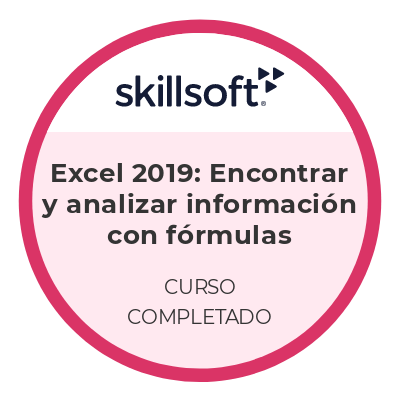 skillsoft®
Excel 2019: Encontrar
y analizar información
con fórmulas
CURSO
COMPLETADO